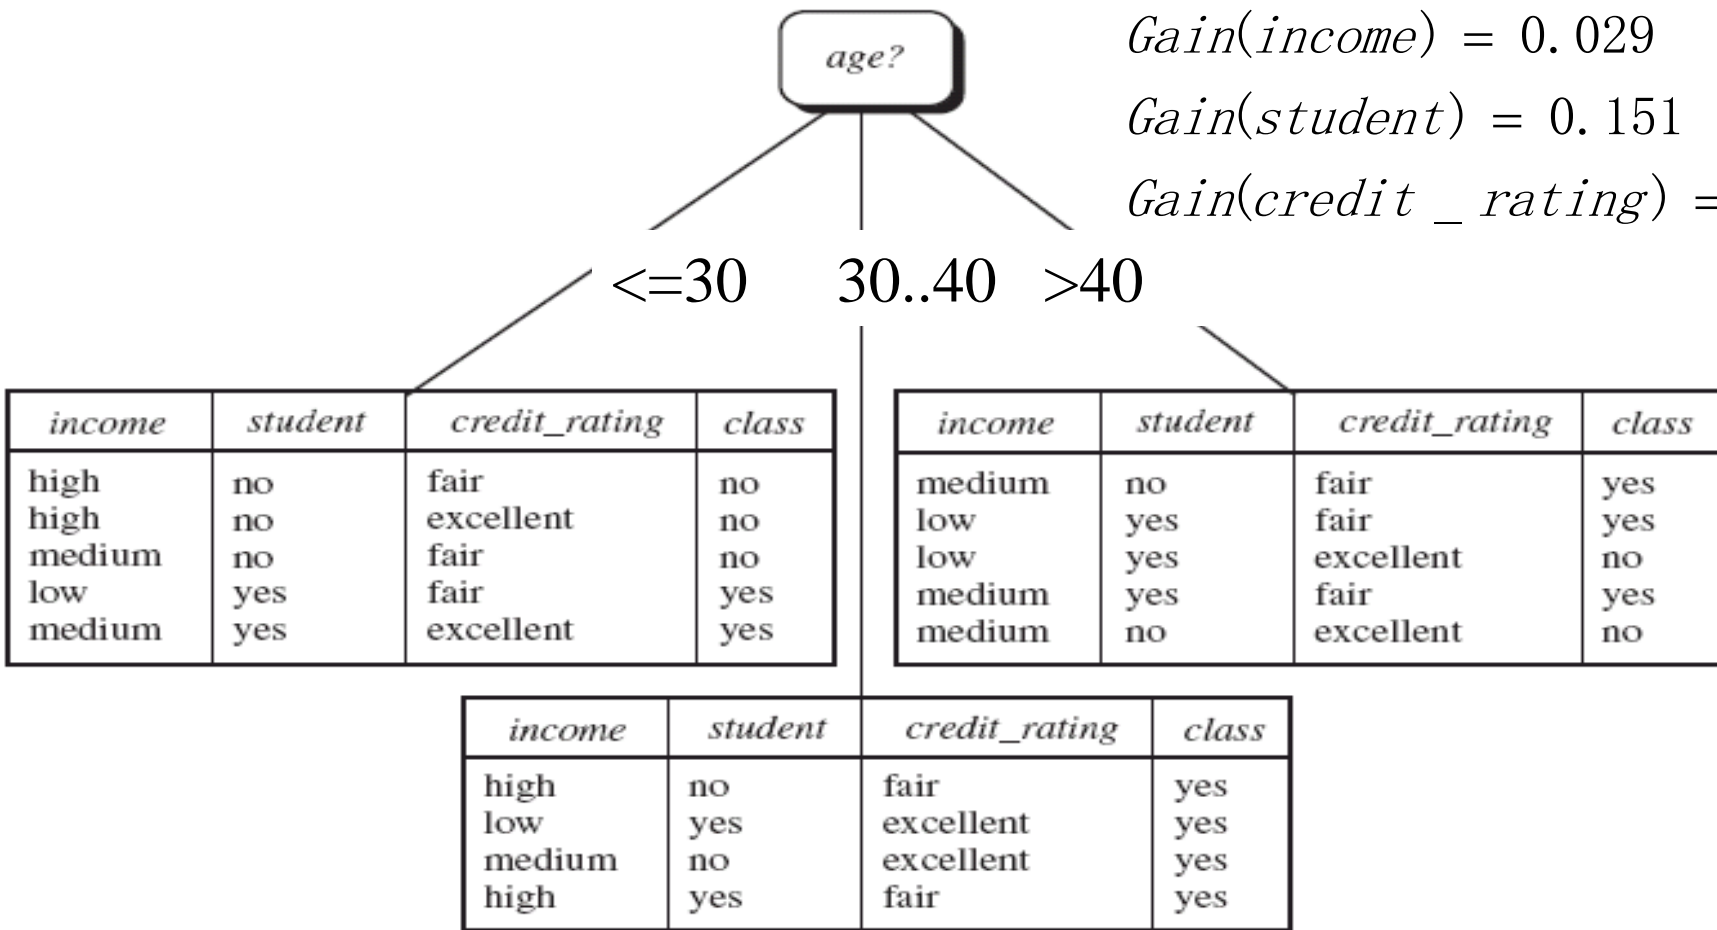 age?
Gain(income) = 0.029
Gain(student) = 0.151
Gain(credit_rating) =
<=30 30..40 >40
income student credit_rating class
high no fair no
high no excellent no
medium no fair no
low yes fair yes
medium yes excellent yes
income student credit_rating class
medium no fair yes
low yes fair yes
low yes excellent no
medium yes fair yes
medium no excellent no
income student credit_rating class
high no fair yes
low yes excellent yes
medium no excellent yes
high yes fair yes